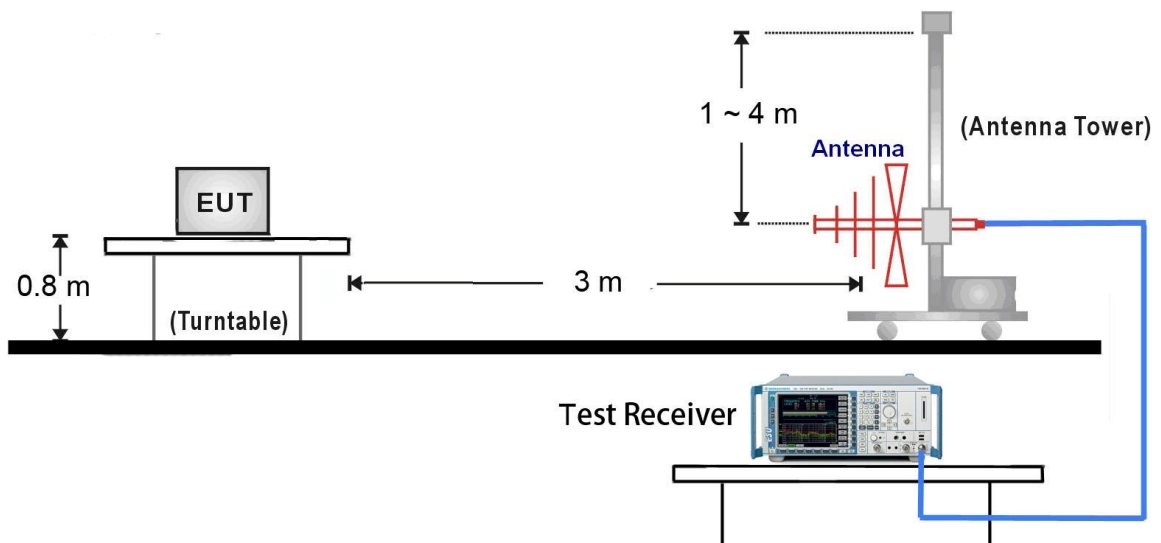 1 ~ 4 m
(Antenna Tower)
Antenna
EUT
0.8 m
3 m
(Turntable)
Test Receiver